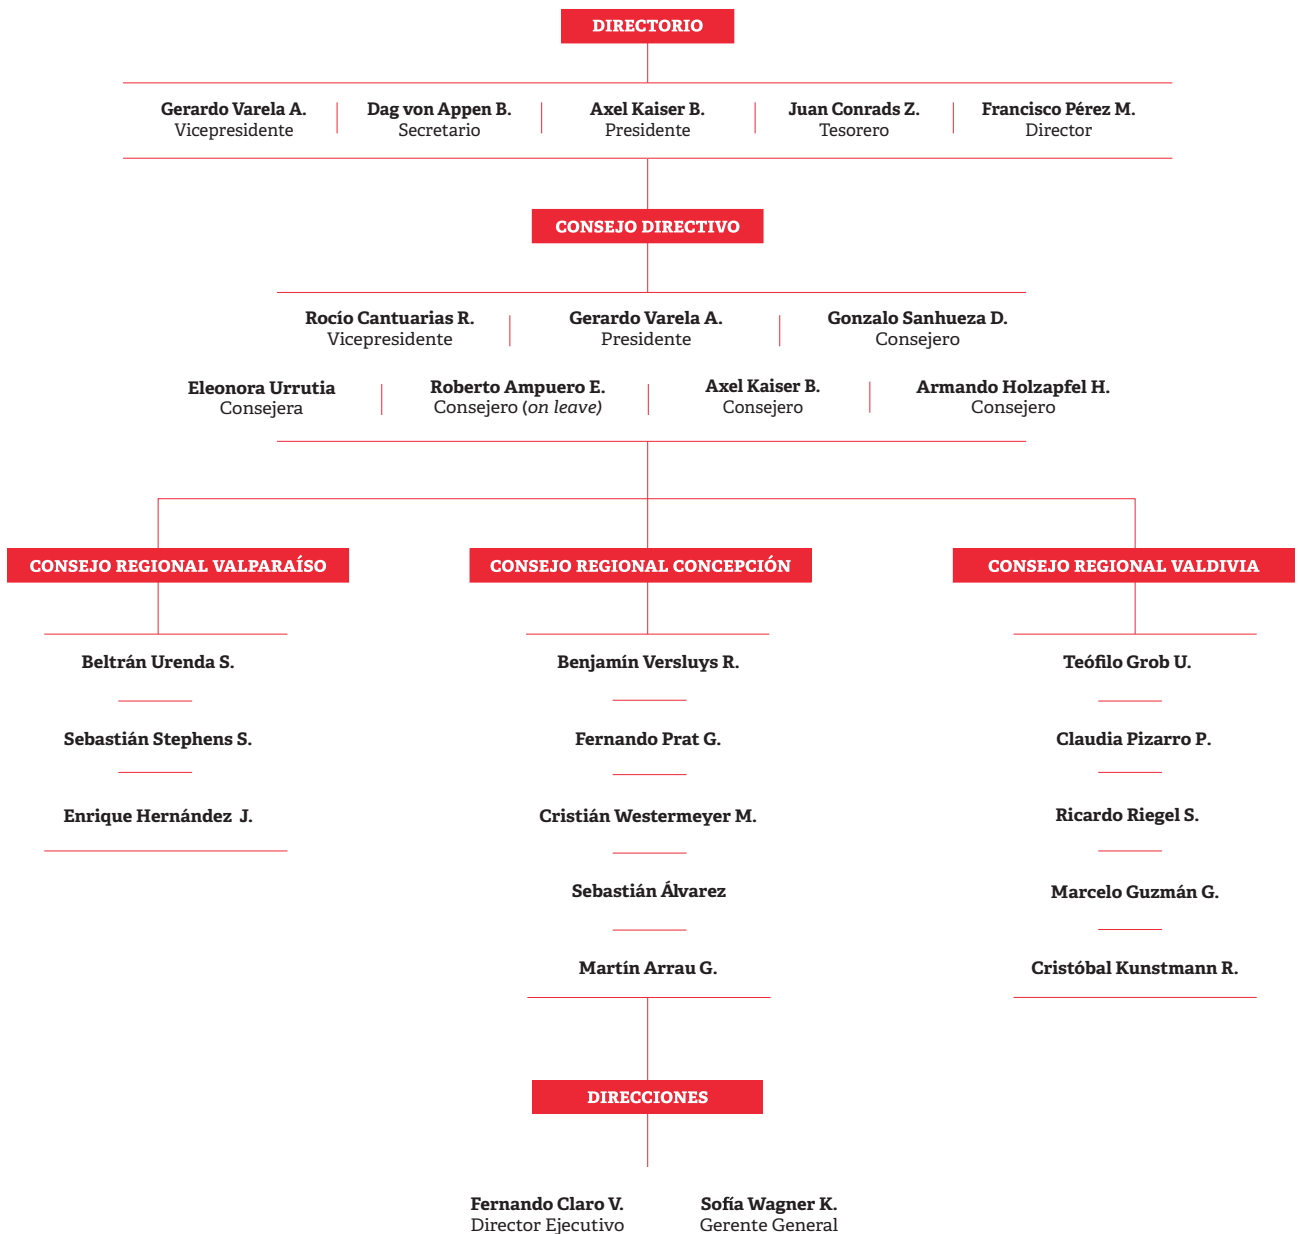 DIRECTORIO
Gerardo Varela A.
Vicepresidente
Dag von Appen B.
Secretario
Axel Kaiser B.
Presidente
Juan Conrads Z.
Tesorero
Francisco Pérez M.
Director
CONSEJO DIRECTIVO
Rocío Cantuarias R.
Vicepresidente
Gerardo Varela A.
Presidente
Gonzalo Sanhueza D.
Consejero
Eleonora Urrutia
Consejera
Roberto Ampuero E.
Consejero (on leave)
Axel Kaiser B.
Consejero
Armando Holzapfel H.
Consejero
CONSEJO REGIONAL VALPARAÍSO
Beltrán Urenda S.
Sebastián Stephens S.
Enrique Hernández J.
CONSEJO REGIONAL CONCEPCIÓN
Benjamín Versluys R.
Fernando Prat G.
Cristián Westermeyer M.
Sebastián Álvarez
Martín Arrau G.
CONSEJO REGIONAL VALDIVIA
Teófilo Grob U.
Claudia Pizarro P.
Ricardo Riegel S.
Marcelo Guzmán G.
Cristóbal Kunstmann R.
DIRECCIONES
Fernando Claro V.
Director Ejecutivo
Sofía Wagner K.
Gerente General